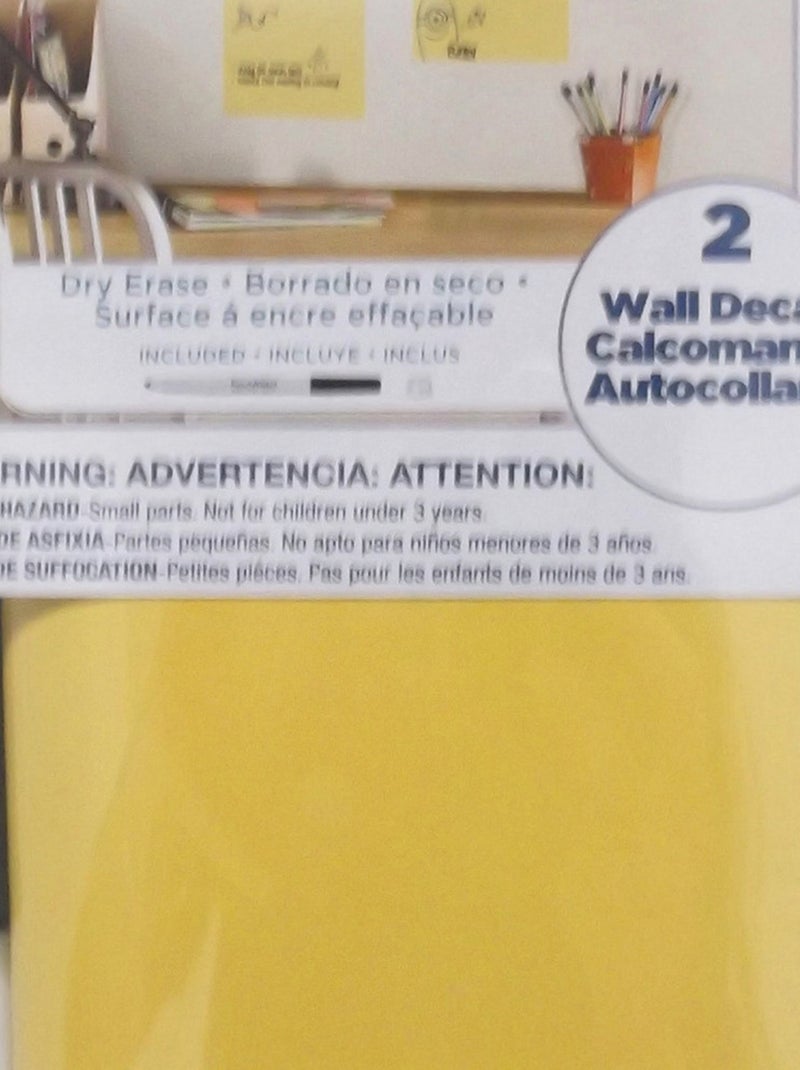 Dry Erase • Borrado en seco •
Surface á encre effaçable
INCLUDED • INCLUYE • INCLUS
2
Wall Deca
Calcoman
Autocolla
RNING: ADVERTENCIA: ATTENTION:
HAZARD-Small parts. Not for children under 3 years.
DE ASFIXIA-Partes pequeñas. No apto para niños menores de 3 años.
DE SUFFOCATION-Petites piéces. Pas pour les enfants de moins de 3 ans.